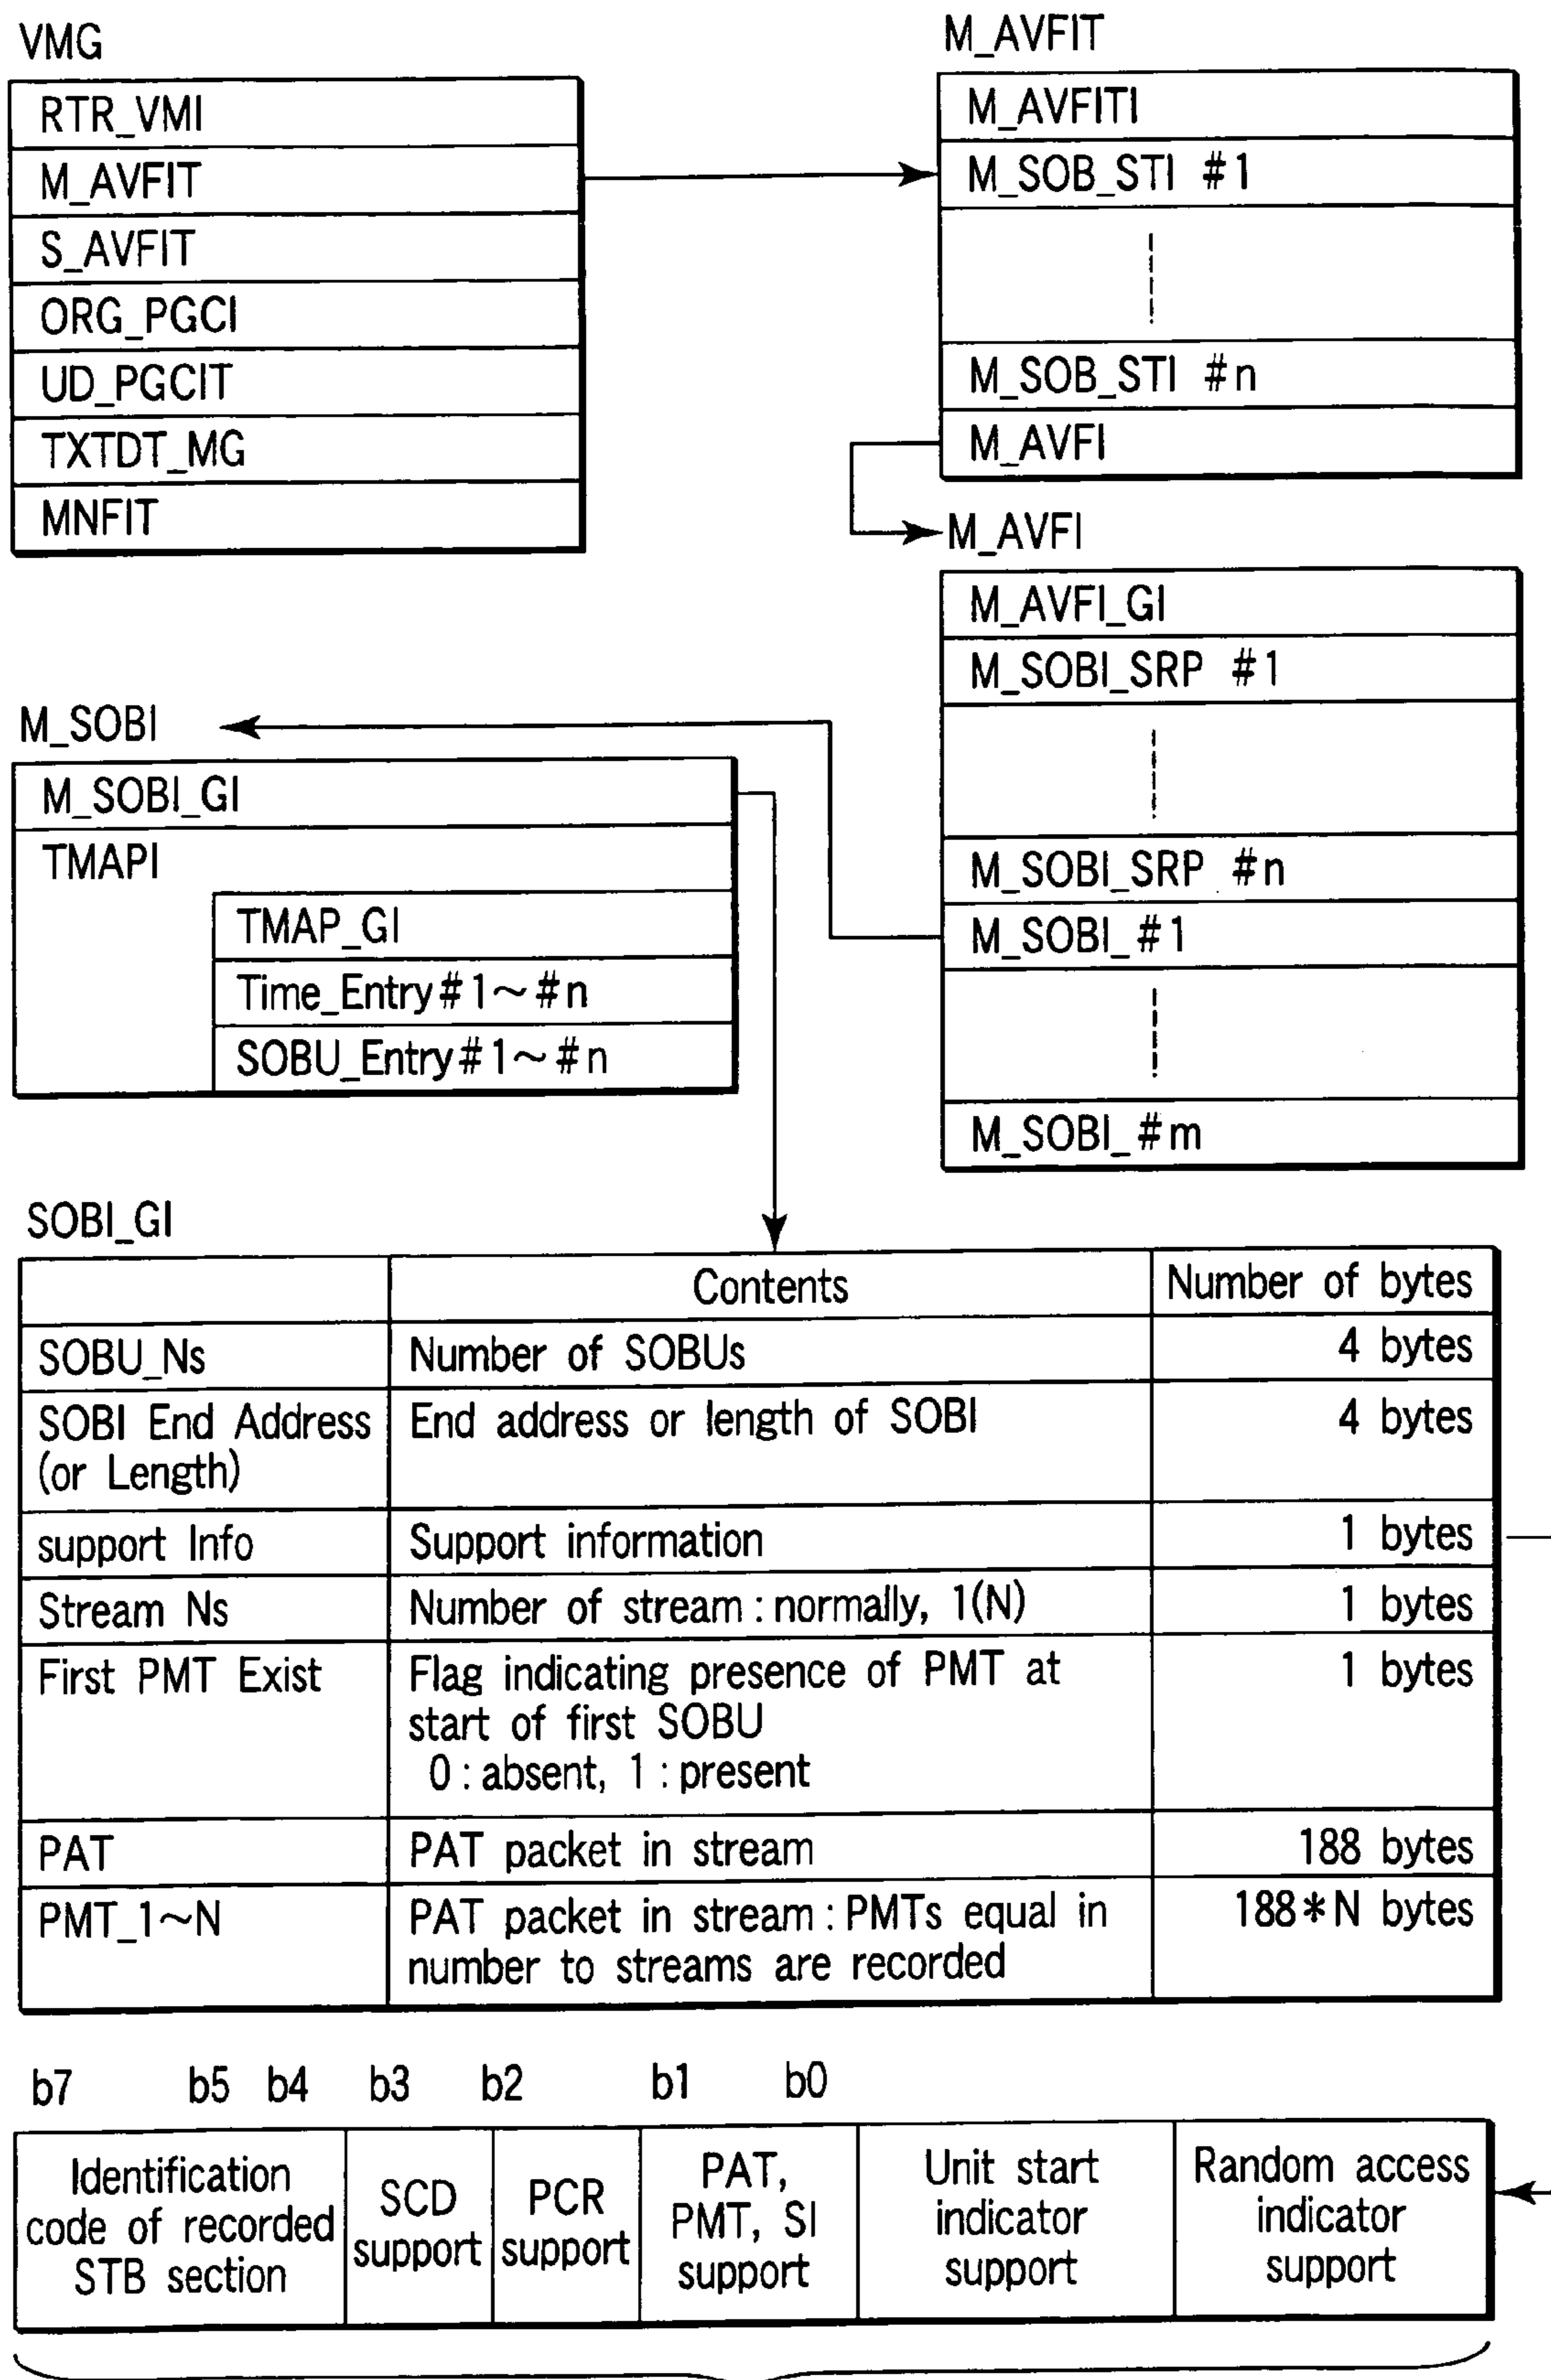 VMG
RTR_VMI
M_AVFIT
S_AVFIT
ORG_PGCI
UD_PGCIT
TXTDT_MG
MNFIT
M_AVFIT
M_AVFITI
M_SOB_STI #1
M_SOB_STI #n
M_AVFI
M_AVFI
M_AVFI_GI
M_SOBI_SRP #1
M_SOBI_SRP #n
M_SOBI_#1
M_SOBI_#m
M_SOBI
M_SOBI_GI
TMAPI
TMAP_GI
Time_Entry#1~#n
SOBU_Entry#1~#n
SOBI_GI
Contents
Number of bytes
SOBU_Ns
Number of SOBUs
4 bytes
SOBI End Address
(or Length)
End address or length of SOBI
4 bytes
support Info
Support information
1 bytes
Stream Ns
Number of stream : normally, 1(N)
1 bytes
First PMT Exist
Flag indicating presence of PMT at
start of first SOBU
0 : absent, 1 : present
1 bytes
PAT
PAT packet in stream
188 bytes
PMT_1~N
PAT packet in stream : PMTs equal in
number to streams are recorded
188*N bytes
b7 b5 b4 b3 b2 b1 b0
Identification
code of recorded
STB section
SCD
support
PCR
support
PAT,
PMT, SI
support
Unit start
indicator
support
Random access
indicator
support